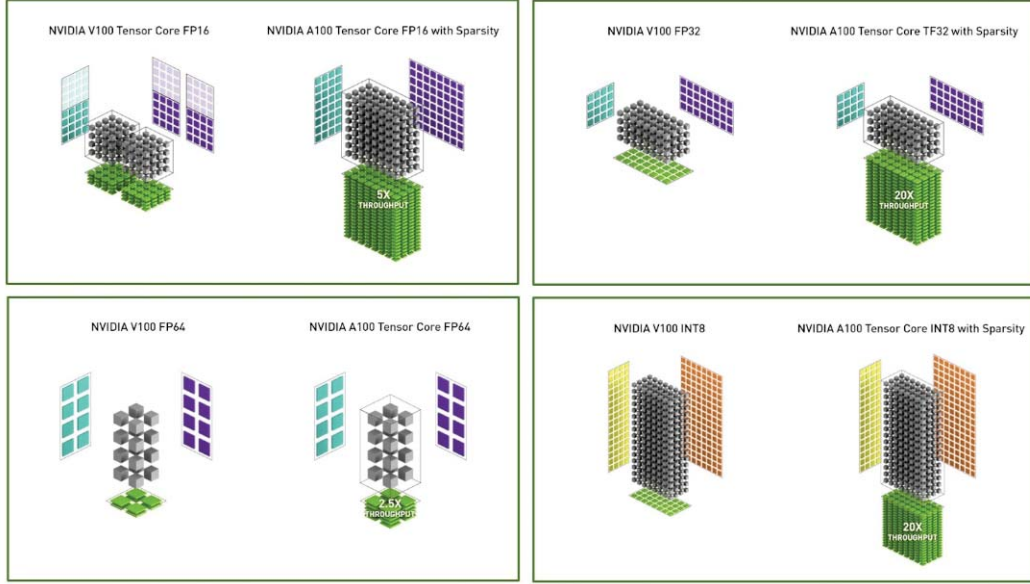 NVIDIA V100 Tensor Core FP16
NVIDIA A100 Tensor Core FP16 with Sparsity
5X
THROUGHPUT
NVIDIA V100 FP32
NVIDIA A100 Tensor Core TF32 with Sparsity
20X
THROUGHPUT
NVIDIA V100 FP64
NVIDIA A100 Tensor Core FP64
2.5X
THROUGHPUT
NVIDIA V100 INT8
NVIDIA A100 Tensor Core INT8 with Sparsity
20X
THROUGHPUT